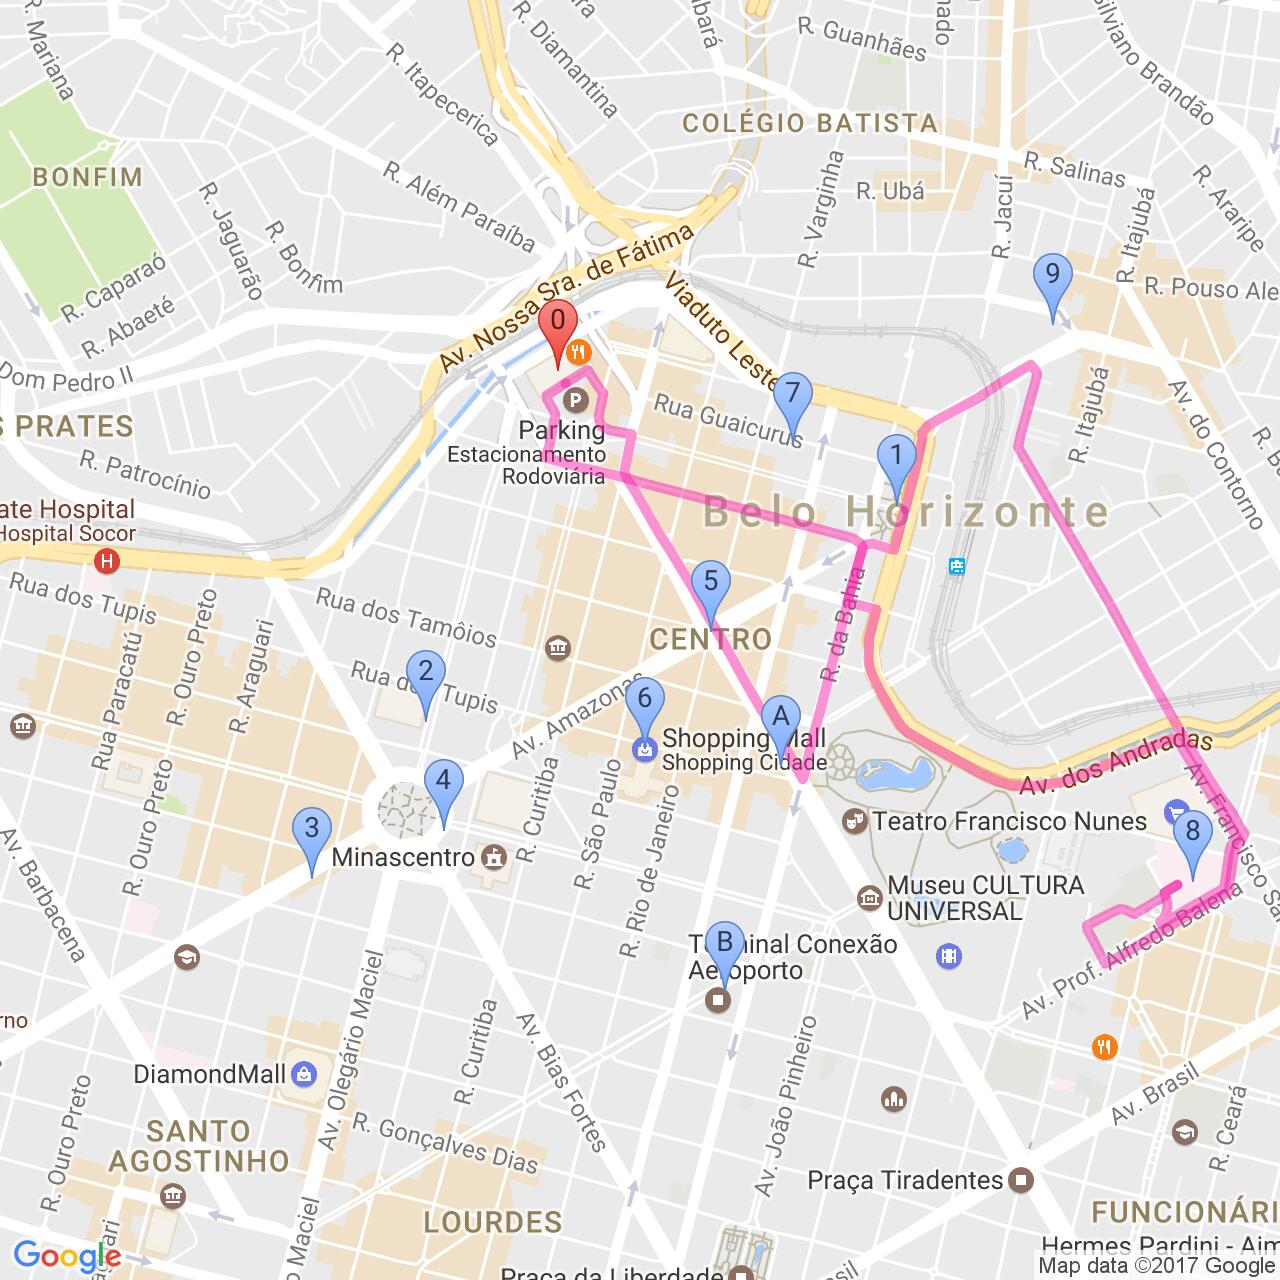 R. Mariana
R. Diamantina
R. Guanhães
Silviano Brandão
R. Itapecerica
COLÉGIO BATISTA
BONFIM
R. Além Paraíba
R. Varginha
R. Ubá
R. Jacuí
R. Salinas
R. Itajubá
R. Araripe
R. Jaguarão
R. Bonfim
R. Caparaó
R. Abaeté
Av. Nossa Sra. de Fátima
Viaduto Leste
R. Pouso Ale
9
0
Dom Pedro II
S PRATES
R. Patrocínio
P
Parking
Estacionamento
Rodoviária
Rua Guaicurus
7
1
R. Itajubá
Av. do Contorno
Belo Horizonte
ate Hospital
Hospital Socor
H
Rua dos Tupis
R. Ouro Preto
Rua dos Tamôios
5
CENTRO
R. da Bahia
Rua Paracatú
R. Araguari
2
6
A
Av. Amazonas
Shopping Mall
Shopping Cidade
Av. dos Andradas
Av. Francisco Sa
R. Ouro Preto
3
4
Minascentro
R. Curitiba
R. São Paulo
R. Rio de Janeiro
Teatro Francisco Nunes
8
Museu CULTURA
UNIVERSAL
Av. Barbacena
B
Aeroporto
Av. Prof. Alfredo Balena
rno
Av. Olegário Maciel
R. Curitiba
Av. Bias Fortes
Av. João Pinheiro
DiamondMall
R. Ouro Preto
SANTO
AGOSTINHO
R. Gonçalves Dias
Av. Brasil
R. Ceará
Praça Tiradentes
LOURDES
FUNCIONÁRI
Hermes Pardini - Aim
Google
Praça da Liberdade
Map data ©2017 Google